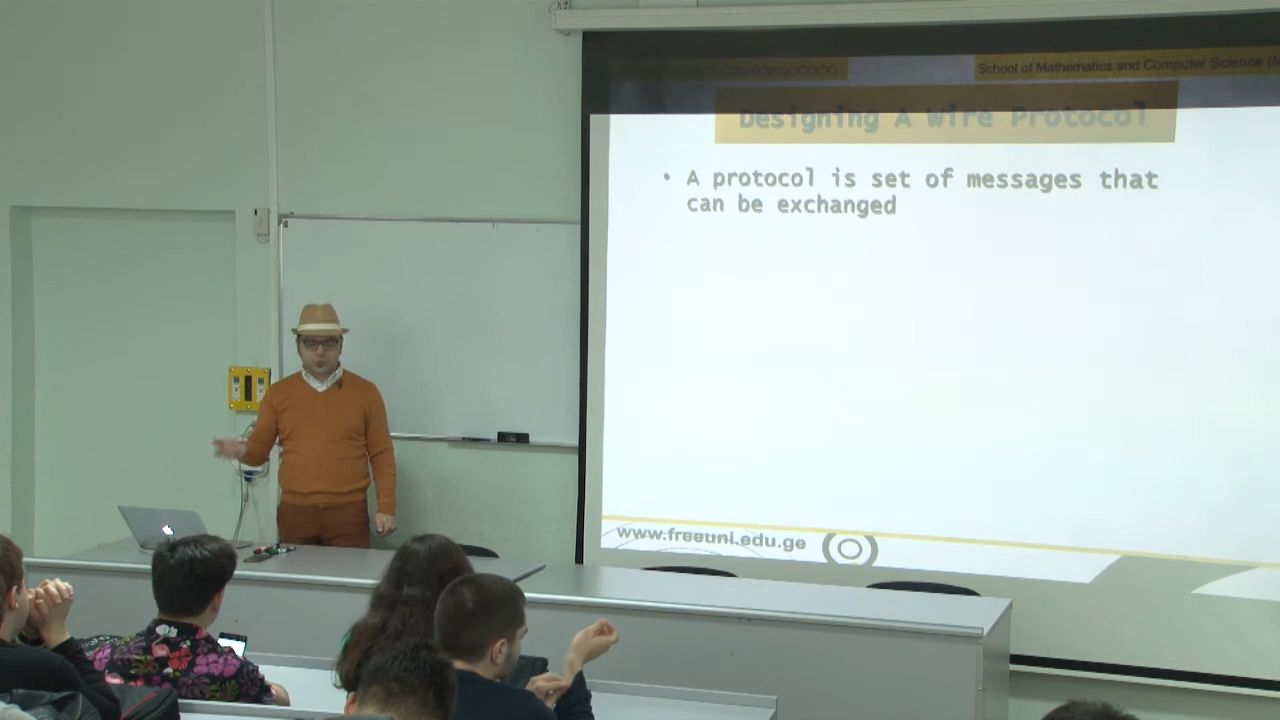 School of Mathematics and Computer Science
Designing A Wire Protocol
• A protocol is set of messages that
can be exchanged
www.freeuni.edu.ge